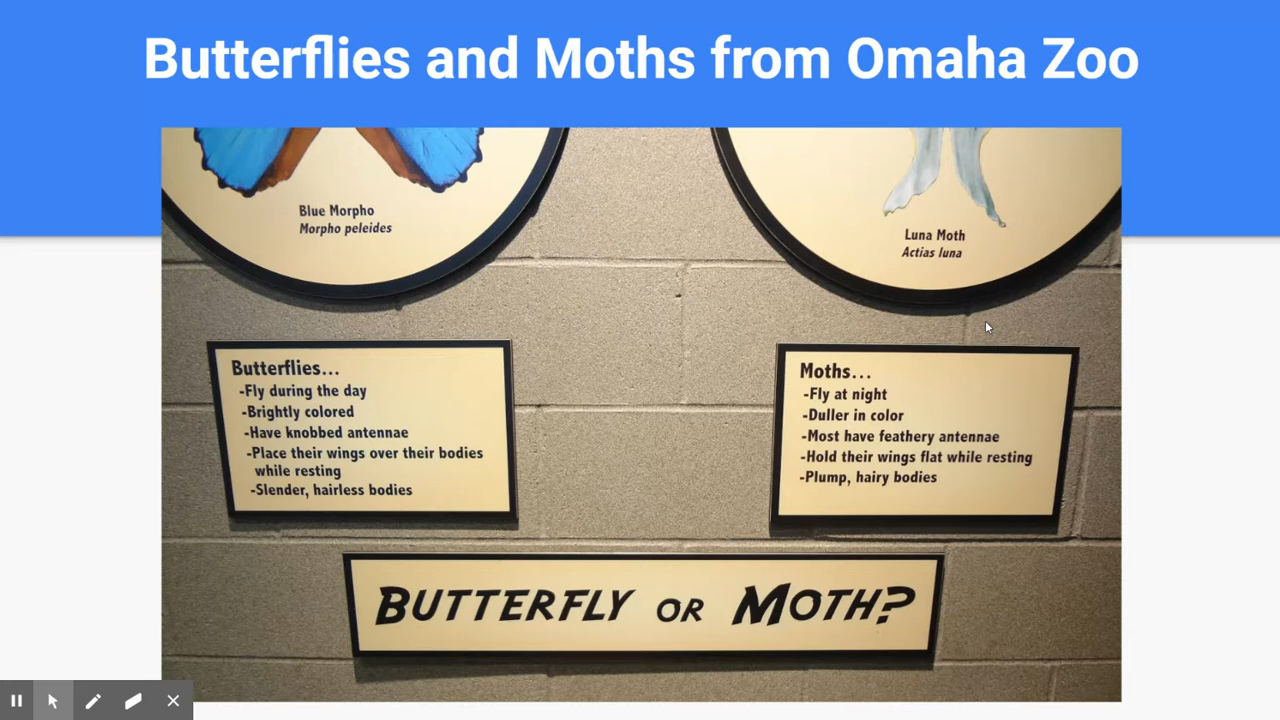 Butterflies and Moths from Omaha Zoo
Blue Morpho
Morpho peleides
Luna Moth
Actias luna
Butterflies...
-Fly during the day
-Brightly colored
-Have knobbed antennae
-Place their wings over their bodies
while resting
-Slender, hairless bodies
Moths...
-Fly at night
-Duller in color
-Most have feathery antennae
-Hold their wings flat while resting
-Plump, hairy bodies
BUTTERFLY OR MOTH?